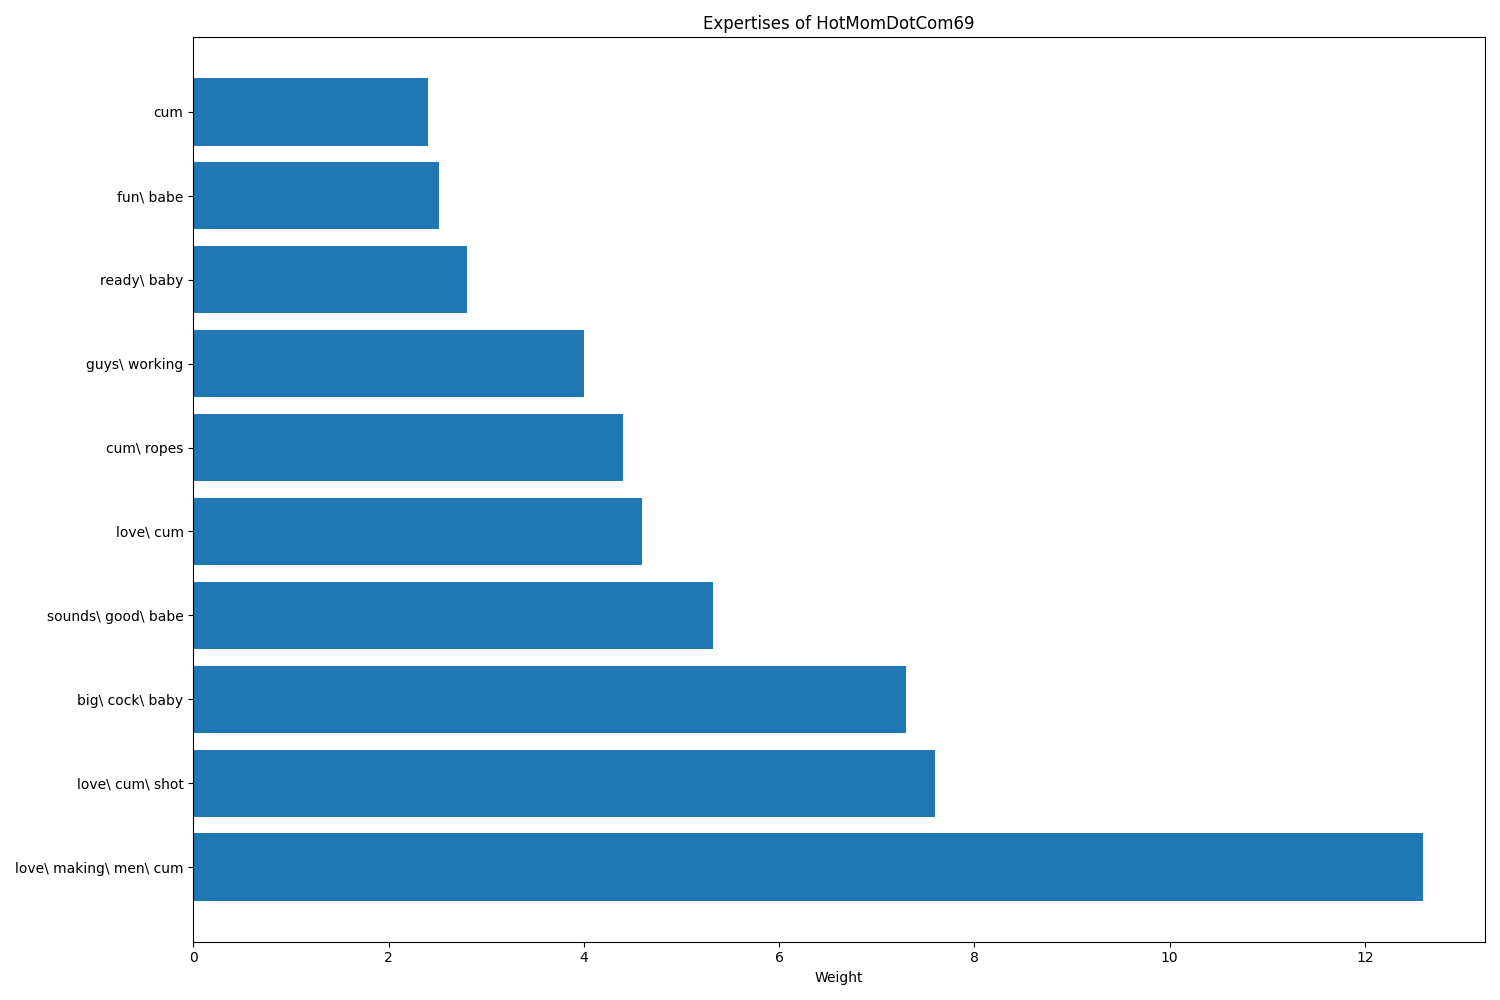 Expertises of HotMomDotCom69
cum
fun\ babe
ready\ baby
guys\ working
cum\ ropes
love\ cum
sounds\ good\ babe
big\ cock\ baby
love\ cum\ shot
love\ making\ men\ cum
0 2 4 6 8 10 12
Weight